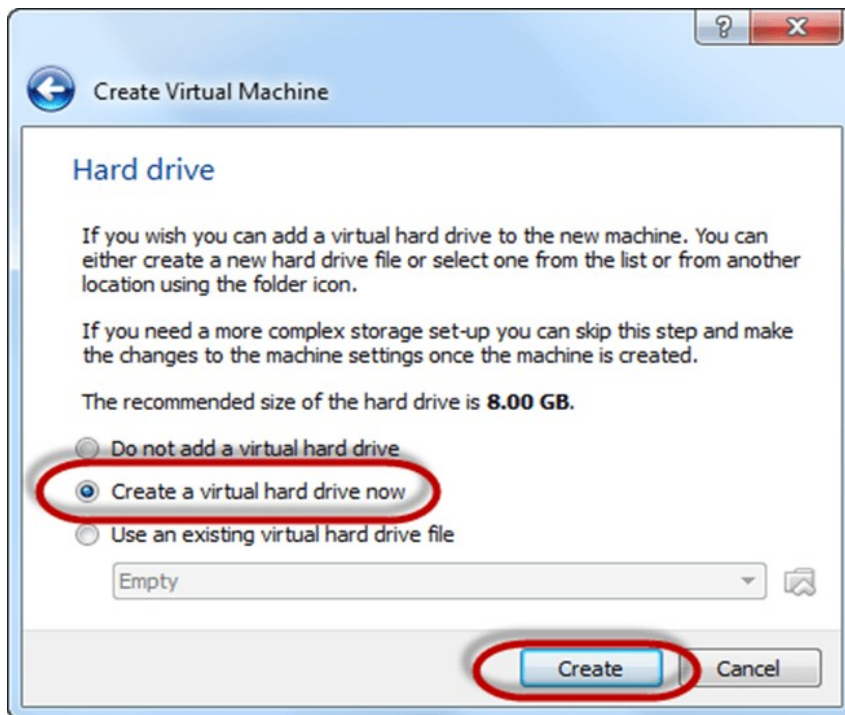 Create Virtual Machine
Hard drive
If you wish you can add a virtual hard drive to the new machine. You can
either create a new hard drive file or select one from the list or from another
location using the folder icon.
If you need a more complex storage set-up you can skip this step and make
the changes to the machine settings once the machine is created.
The recommended size of the hard drive is 8.00 GB.
Do not add a virtual hard drive
Create a virtual hard drive now
Use an existing virtual hard drive file
Empty
Create Cancel